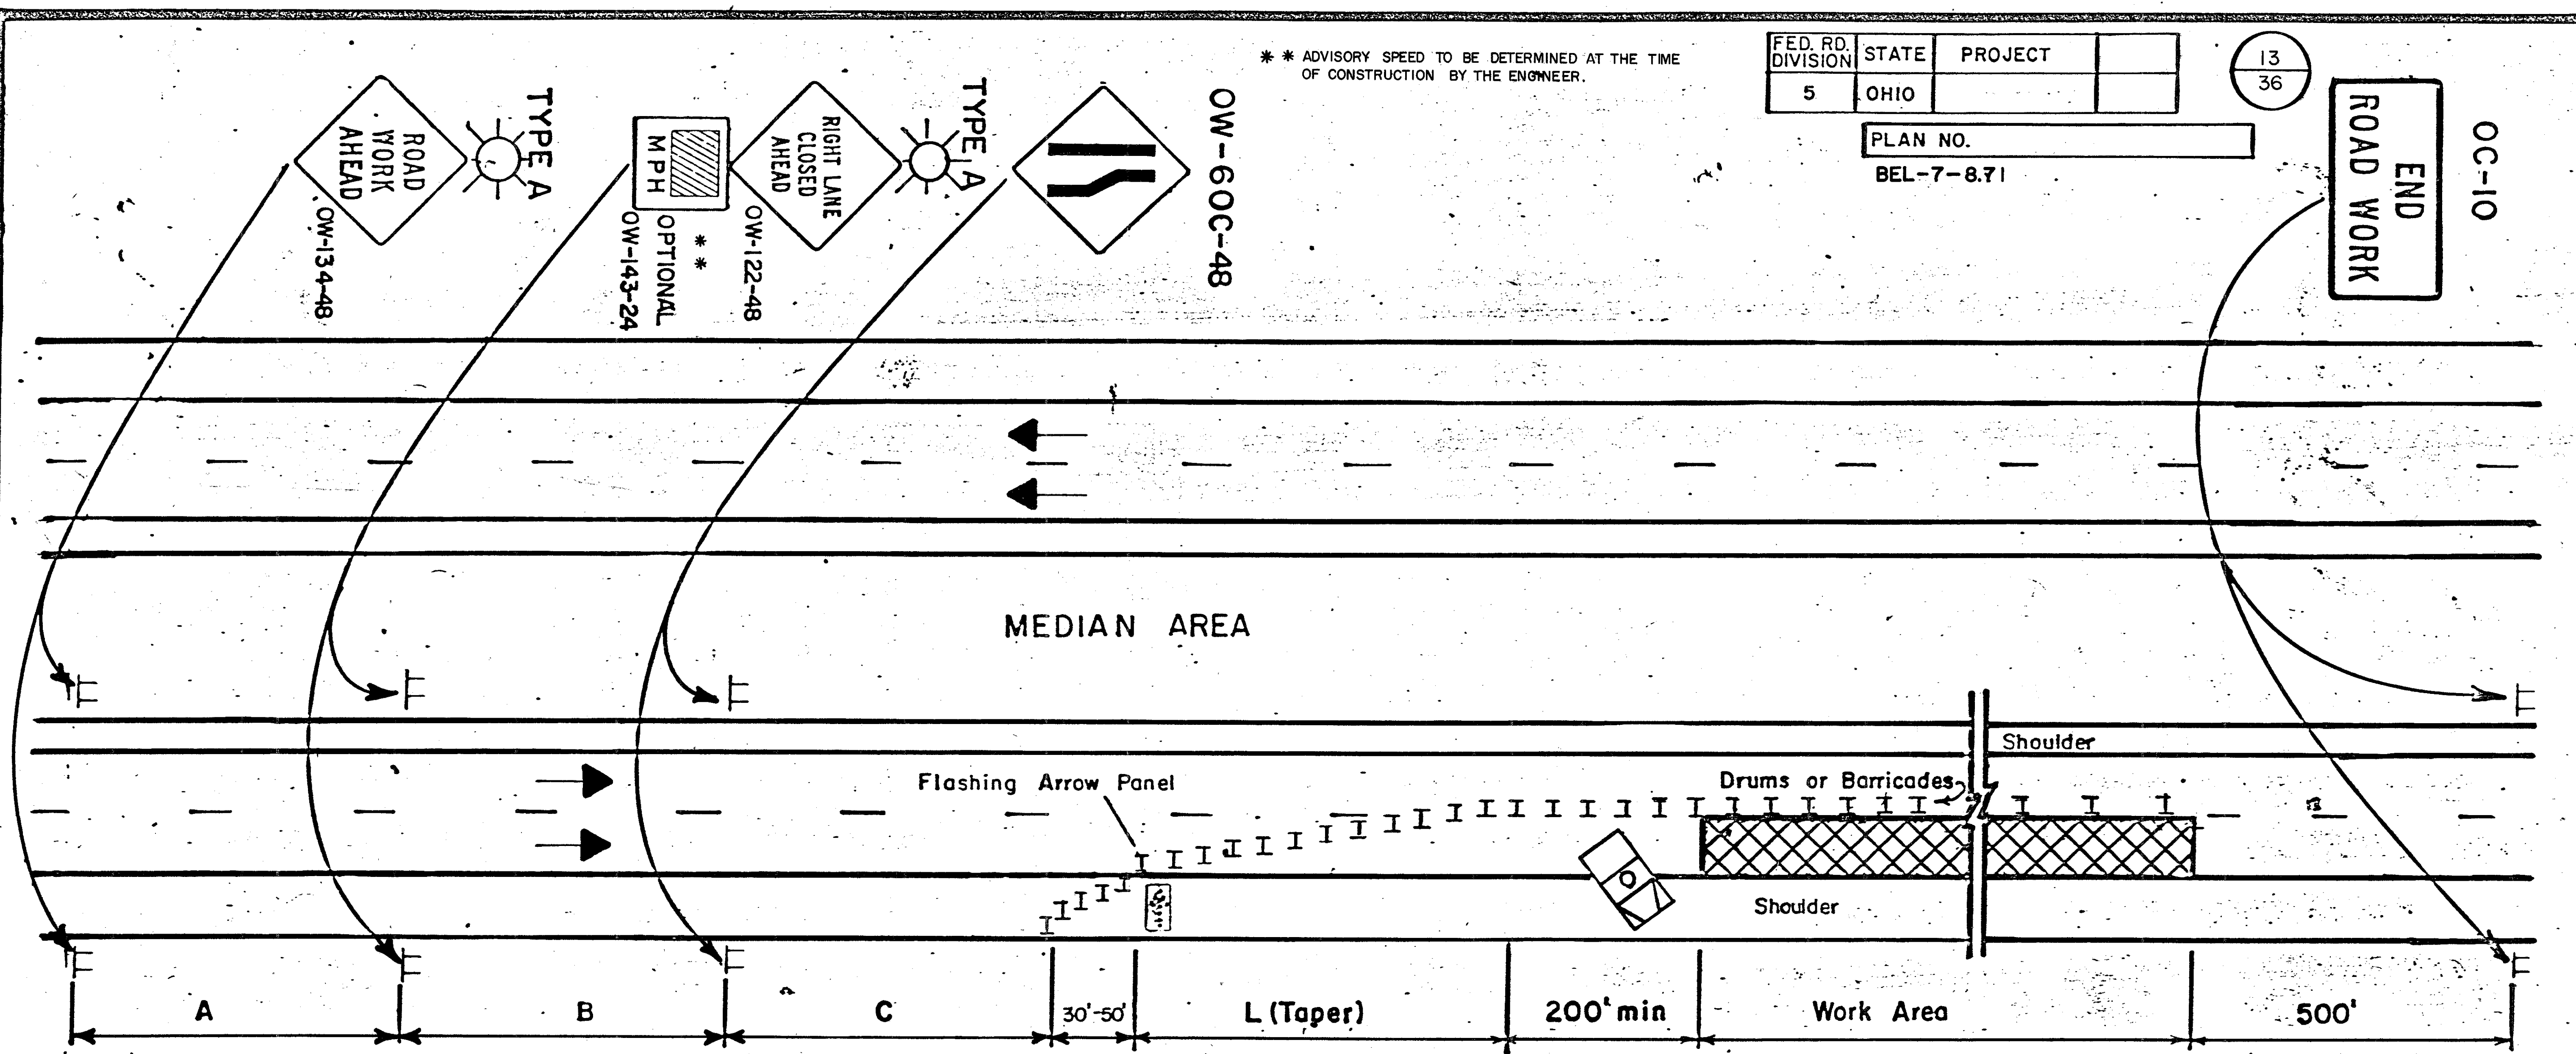 * * ADVISORY SPEED TO BE DETERMINED AT THE TIME
OF CONSTRUCTION BY THE ENGINEER.
FED. RD. DIVISION STATE PROJECT
5 OHIO
13
36
PLAN NO.
BEL-7-8.71
ROAD
WORK
AHEAD
TYPE A
OW-134-48
MPH
RIGHT LANE
CLOSED
AHEAD
TYPE A
OW-122-48
* *
OPTIONAL
OW-143-24
OW-60C-48
END
ROAD WORK
OC-10
MEDIAN AREA
Shoulder
Flashing Arrow Panel
Drums or Barricades
Shoulder
A
B
C
30'-50'
L (Taper)
200' min
Work Area
500'